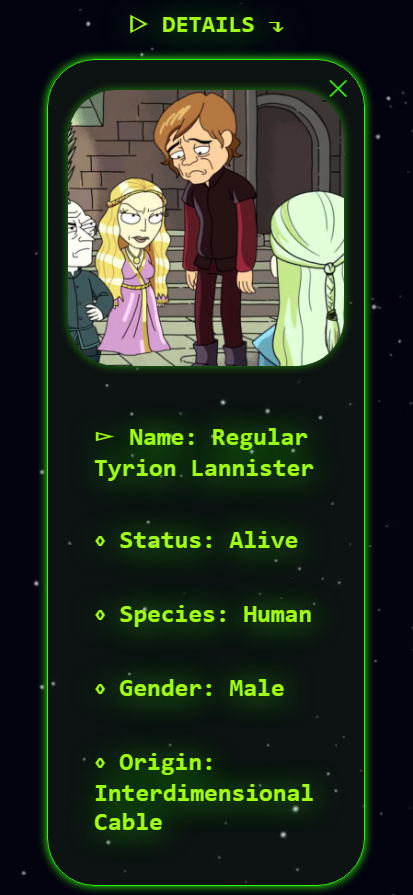 ▷ DETAILS ↴
▻ Name: Regular
Tyrion Lannister
◊ Status: Alive
◊ Species: Human
◊ Gender: Male
◊ Origin:
Interdimensional
Cable